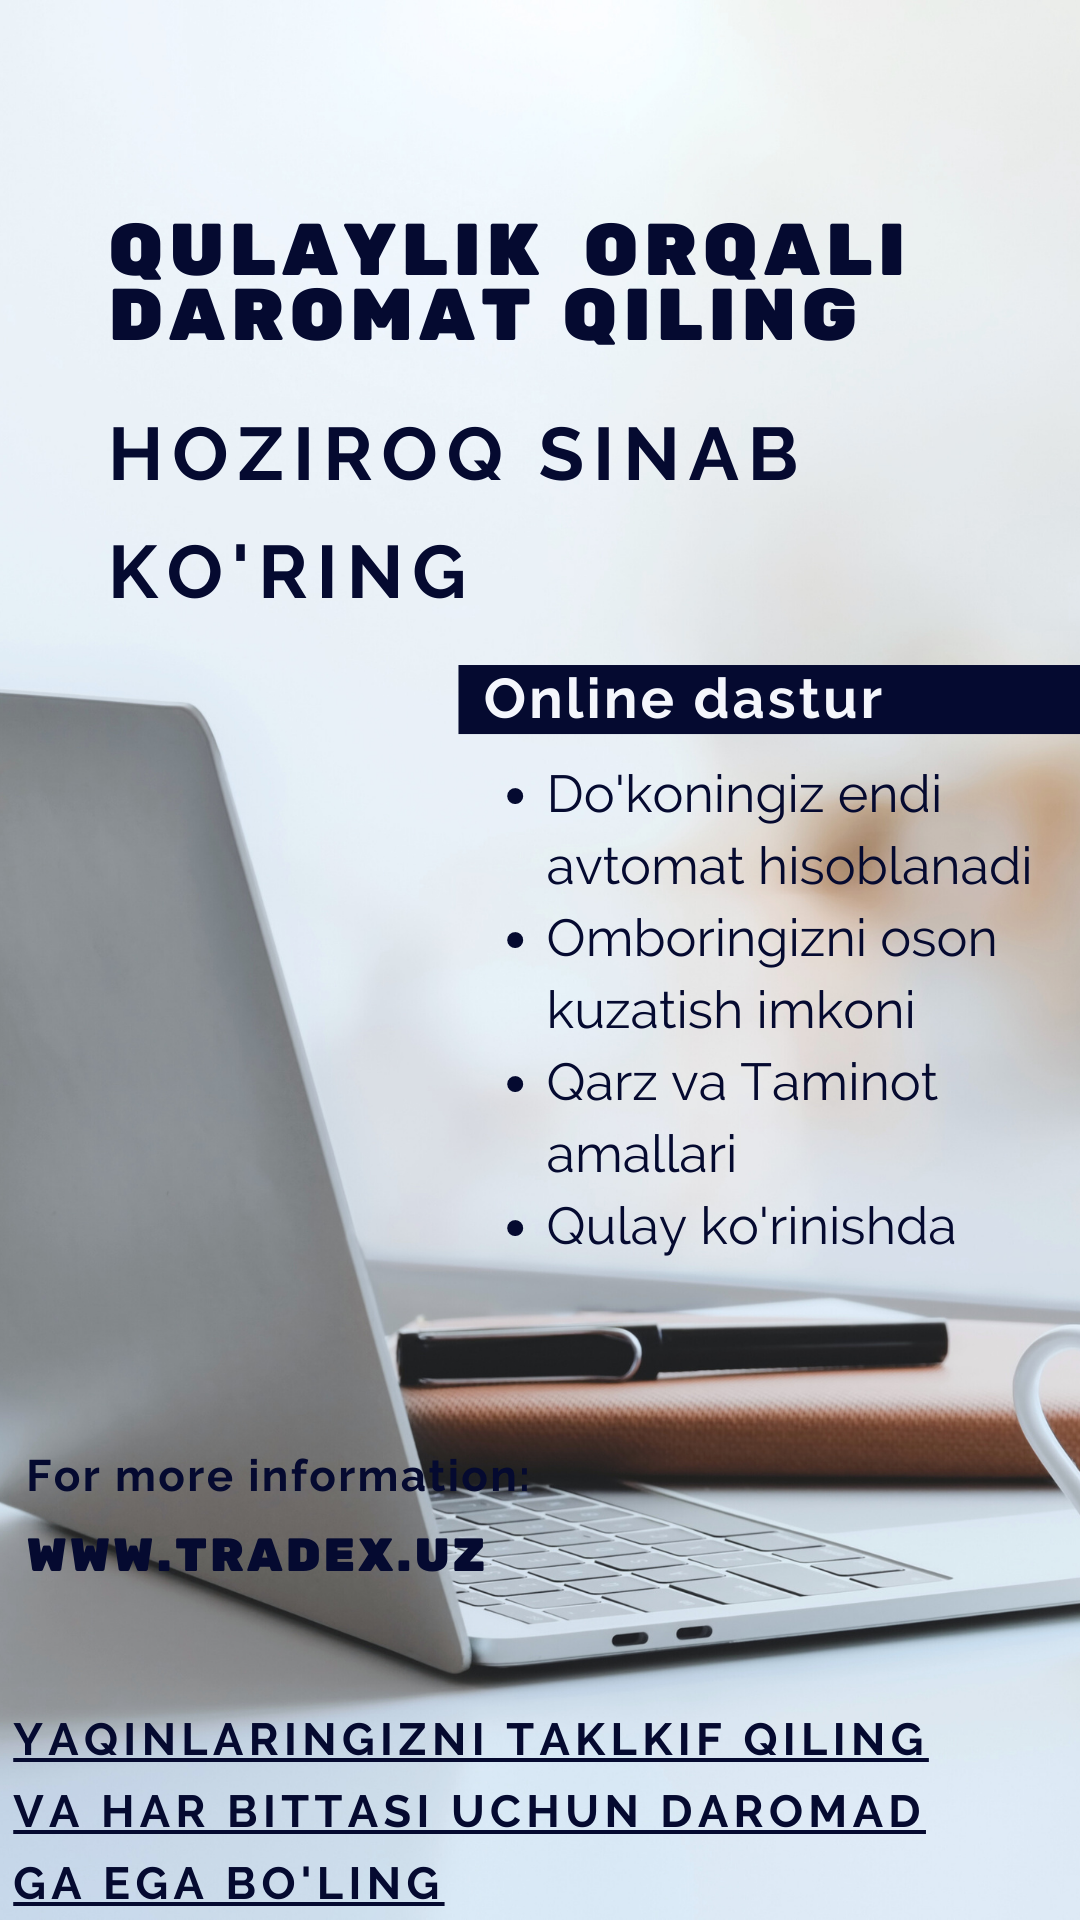 QULAYLIK ORQALI
DAROMAT QILING
HOZIROQ SINAB
KO'RING
Online dastur
• Do'koningiz endi
avtomat hisoblanadi
• Omboringizni oson
kuzatish imkoni
• Qarz va Taminot
amallari
• Qulay ko'rinishda
For more information:
WWW.TRADEX.UZ
YAQINLARINGIZNI TAKLKIF QILING
VA HAR BITTASI UCHUN DAROMAD
GA EGA BO'LING